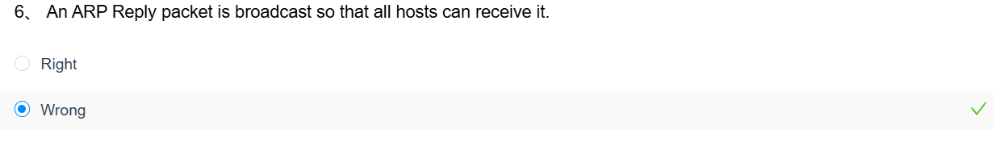 6、 An ARP Reply packet is broadcast so that all hosts can receive it.
Right
Wrong